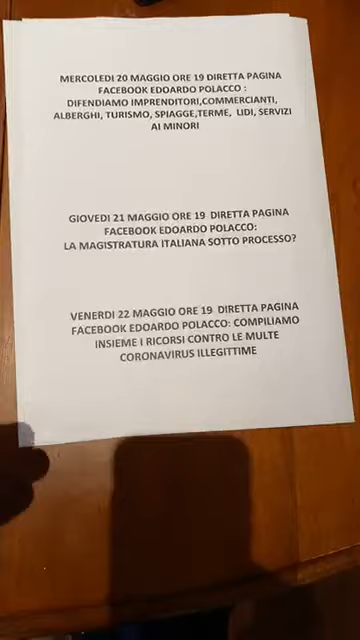 MERCOLEDI 20 MAGGIO ORE 19 DIRETTA PAGINA
FACEBOOK EDOARDO POLACCO :
DIFENDIAMO IMPRENDITORI,COMMERCIANTI,
ALBERGHI, TURISMO, SPIAGGE,TERME, LIDI, SERVIZI
AI MINORI
GIOVEDI 21 MAGGIO ORE 19 DIRETTA PAGINA
FACEBOOK EDOARDO POLACCO:
LA MAGISTRATURA ITALIANA SOTTO PROCESSO?
VENERDI 22 MAGGIO ORE 19 DIRETTA PAGINA
FACEBOOK EDOARDO POLACCO: COMPILIAMO
INSIEME I RICORSI CONTRO LE MULTE
CORONAVIRUS ILLEGITTIME